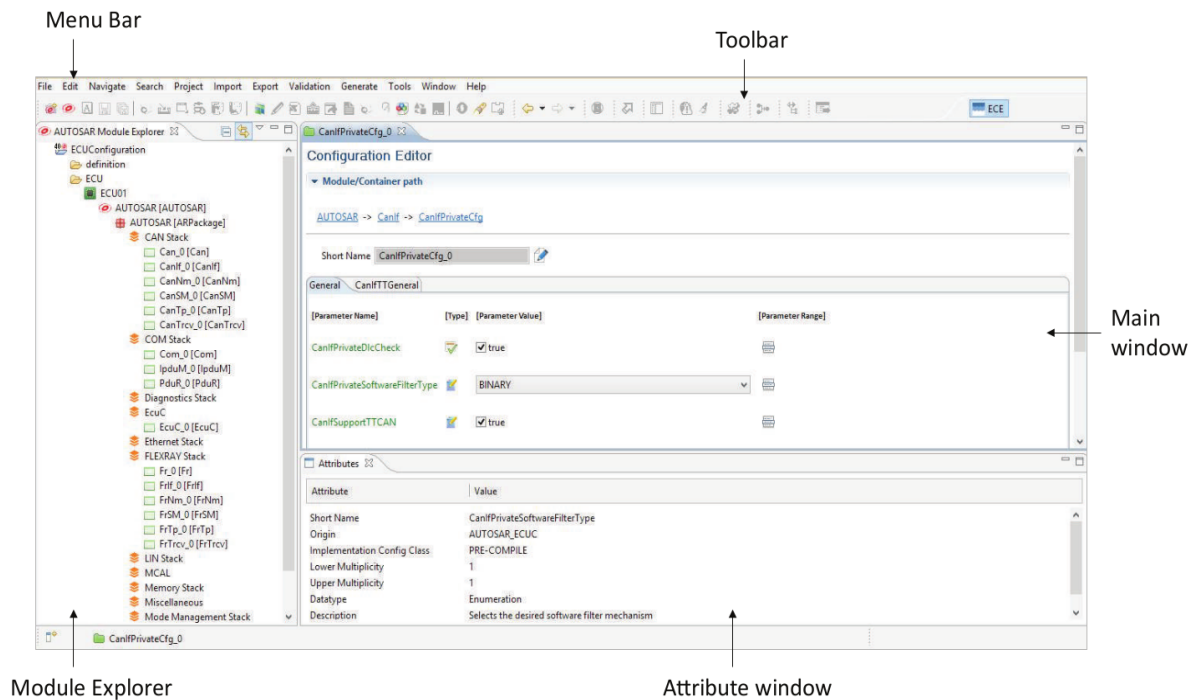 Menu Bar
Toolbar
File Edit Navigate Search Project Import Export Validation Generate Tools Window Help
ECE
AUTOSAR Module Explorer
ECUConfiguration
definition
ECU
ECU01
AUTOSAR [AUTOSAR]
AUTOSAR [ARPackage]
CAN Stack
Can_0 [Can]
CanIf_0 [CanIf]
CanNm_0 [CanNm]
CanSM_0 [CanSM]
CanTp_0 [CanTp]
CanTrcv_0 [CanTrcv]
COM Stack
Com_0 [Com]
IpduM_0 [IpduM]
PduR_0 [PduR]
Diagnostics Stack
EcuC
EcuC_0 [EcuC]
Ethernet Stack
FLEXRAY Stack
Fr_0 [Fr]
FrIf_0 [FrIf]
FrNm_0 [FrNm]
FrSM_0 [FrSM]
FrTp_0 [FrTp]
FrTrcv_0 [FrTrcv]
LIN Stack
MCAL
Memory Stack
Miscellaneous
Mode Management Stack
CanIfPrivateCfg_0
Configuration Editor
Module/Container path
AUTOSAR -> CanIf -> CanIfPrivateCfg
Short Name CanIfPrivateCfg_0
General CanIfTTGeneral
[Parameter Name] [Type] [Parameter Value] [Parameter Range]
CanIfPrivateDlcCheck true
CanIfPrivateSoftwareFilterType BINARY
CanIfSupportTTCAN true
Main
window
Attributes
Attribute Value
Short Name CanIfPrivateSoftwareFilterType
Origin AUTOSAR_ECUC
Implementation Config Class PRE-COMPILE
Lower Multiplicity 1
Upper Multiplicity 1
Datatype Enumeration
Description Selects the desired software filter mechanism
CanIfPrivateCfg_0
Module Explorer
Attribute window